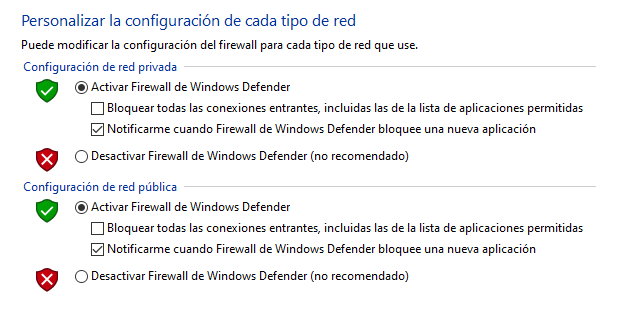 Personalizar la configuración de cada tipo de red
Puede modificar la configuración del firewall para cada tipo de red que use.
Configuración de red privada
Activar Firewall de Windows Defender
Bloquear todas las conexiones entrantes, incluidas las de la lista de aplicaciones permitidas
Notificarme cuando Firewall de Windows Defender bloquee una nueva aplicación
Desactivar Firewall de Windows Defender (no recomendado)
Configuración de red pública
Activar Firewall de Windows Defender
Bloquear todas las conexiones entrantes, incluidas las de la lista de aplicaciones permitidas
Notificarme cuando Firewall de Windows Defender bloquee una nueva aplicación
Desactivar Firewall de Windows Defender (no recomendado)